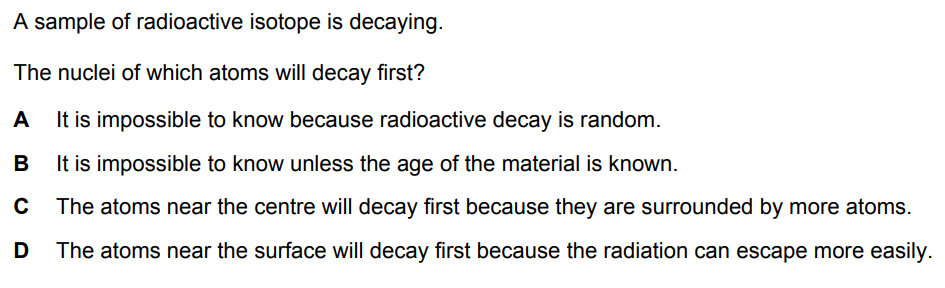 A sample of radioactive isotope is decaying.
The nuclei of which atoms will decay first?
A It is impossible to know because radioactive decay is random.
B It is impossible to know unless the age of the material is known.
C The atoms near the centre will decay first because they are surrounded by more atoms.
D The atoms near the surface will decay first because the radiation can escape more easily.